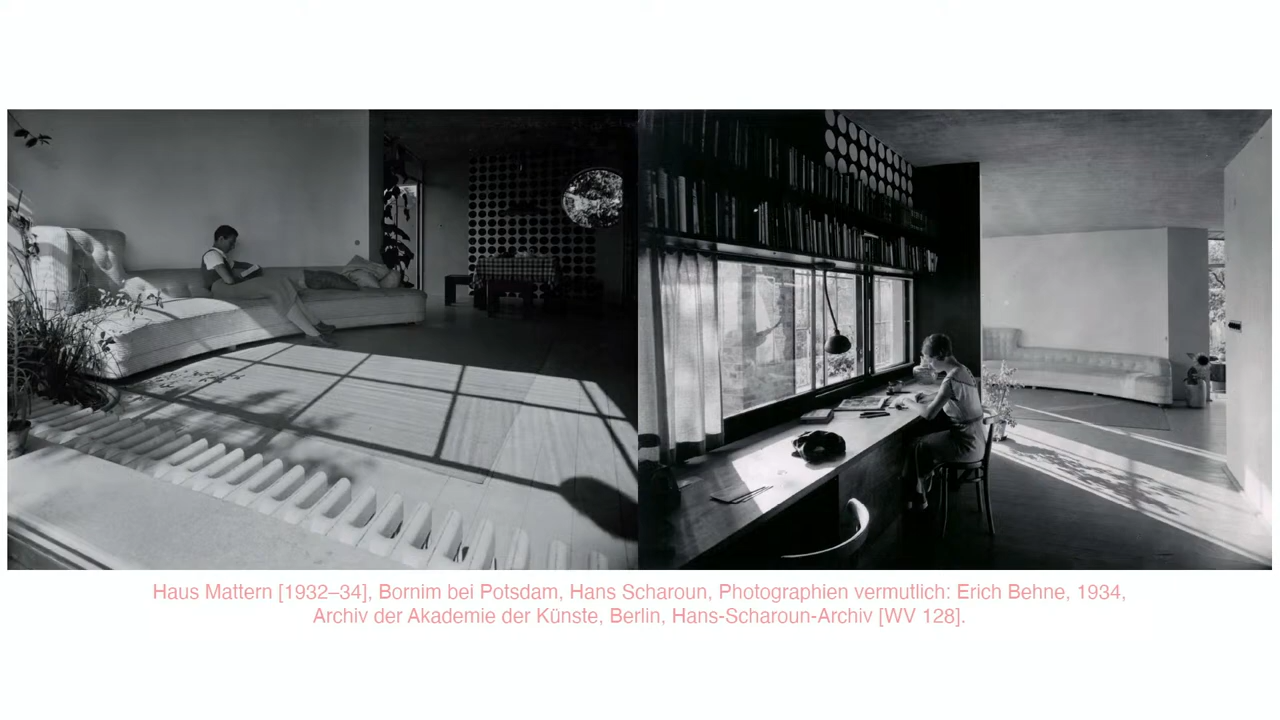 Haus Mattern [1932–34], Bornim bei Potsdam, Hans Scharoun, Photographien vermutlich: Erich Behne, 1934,
Archiv der Akademie der Künste, Berlin, Hans-Scharoun-Archiv [WV 128].